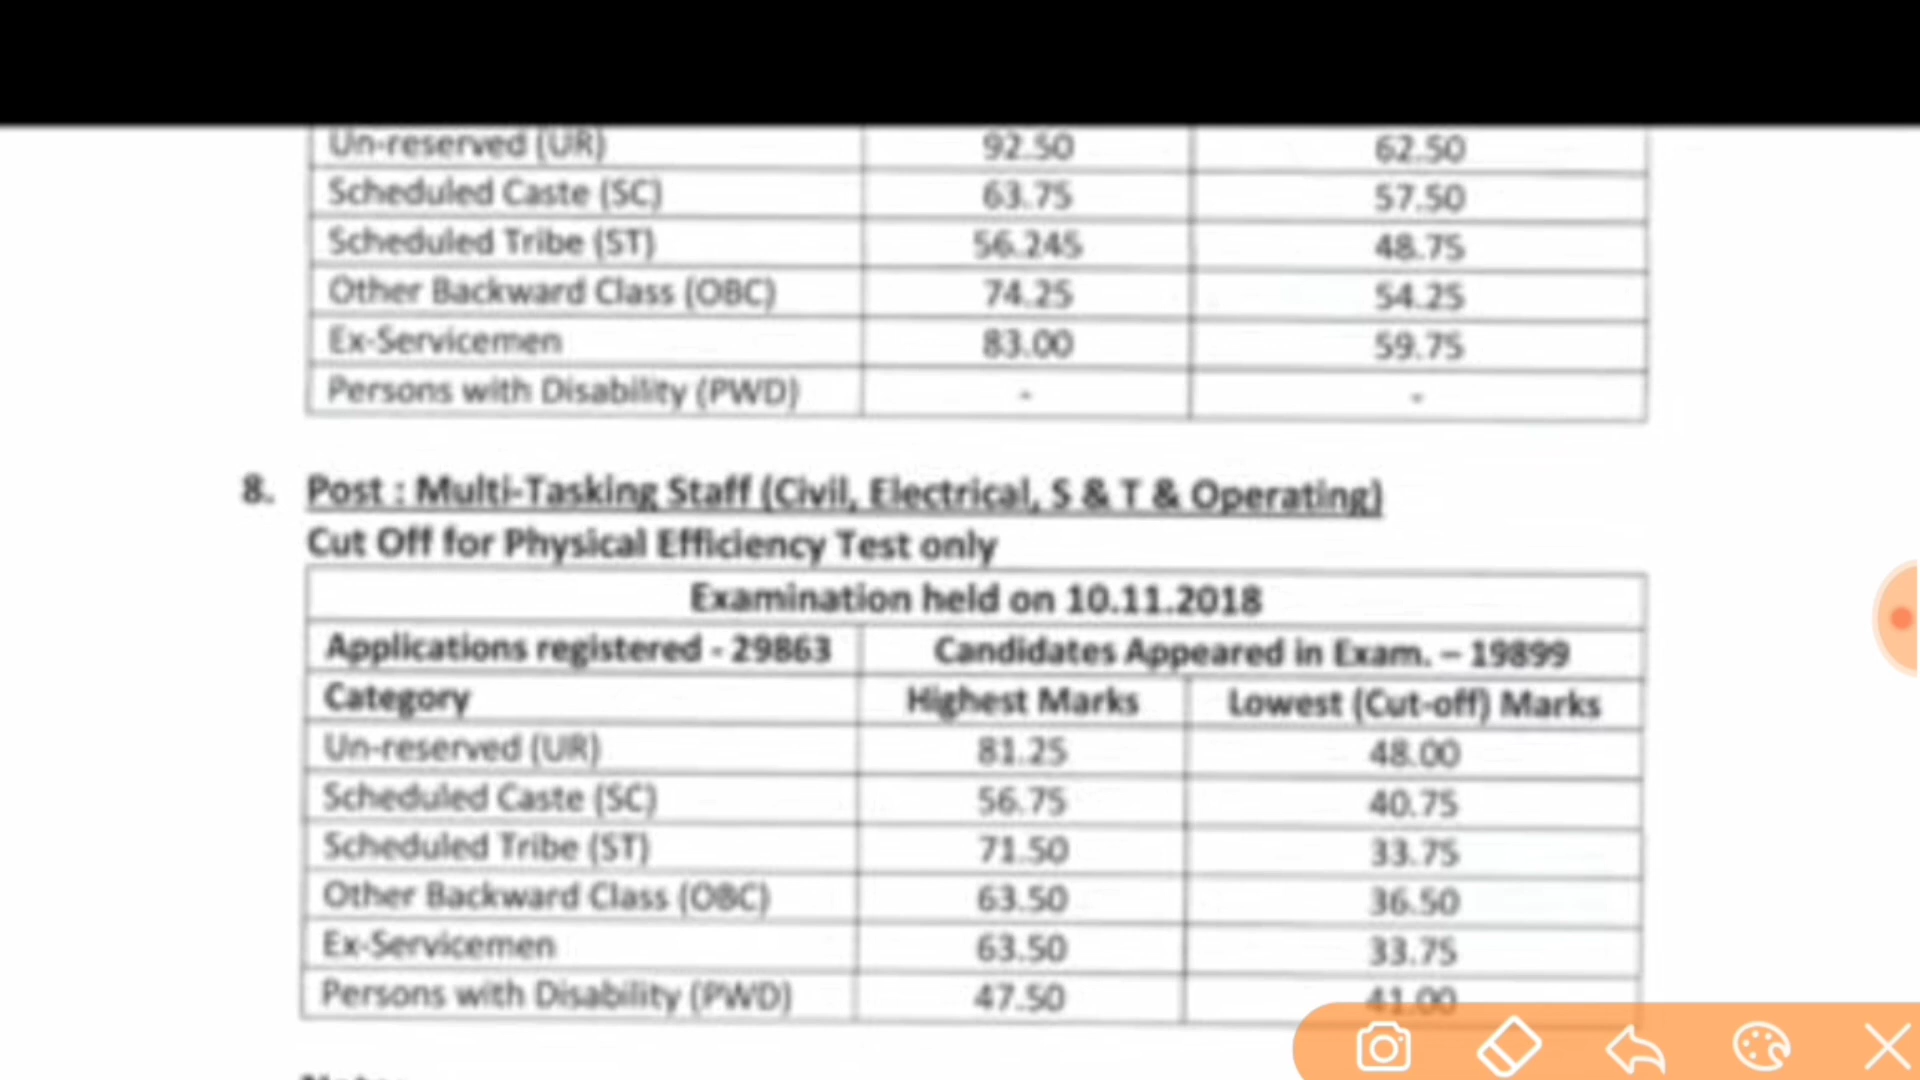 Un-reserved (UR) 92.50 62.50
Scheduled Caste (SC) 63.75 57.50
Scheduled Tribe (ST) 56.245 48.75
Other Backward Class (OBC) 74.25 54.25
Ex-Servicemen 83.00 59.75
Persons with Disability (PWD) - -
8. Post : Multi-Tasking Staff (Civil, Electrical, S & T & Operating)
Cut Off for Physical Efficiency Test only
Examination held on 10.11.2018
Applications registered - 29863 Candidates Appeared in Exam. – 19899
Category Highest Marks Lowest (Cut-off) Marks
Un-reserved (UR) 81.25 48.00
Scheduled Caste (SC) 56.75 40.75
Scheduled Tribe (ST) 71.50 33.75
Other Backward Class (OBC) 63.50 36.50
Ex-Servicemen 63.50 33.75
Persons with Disability (PWD) 47.50 41.00